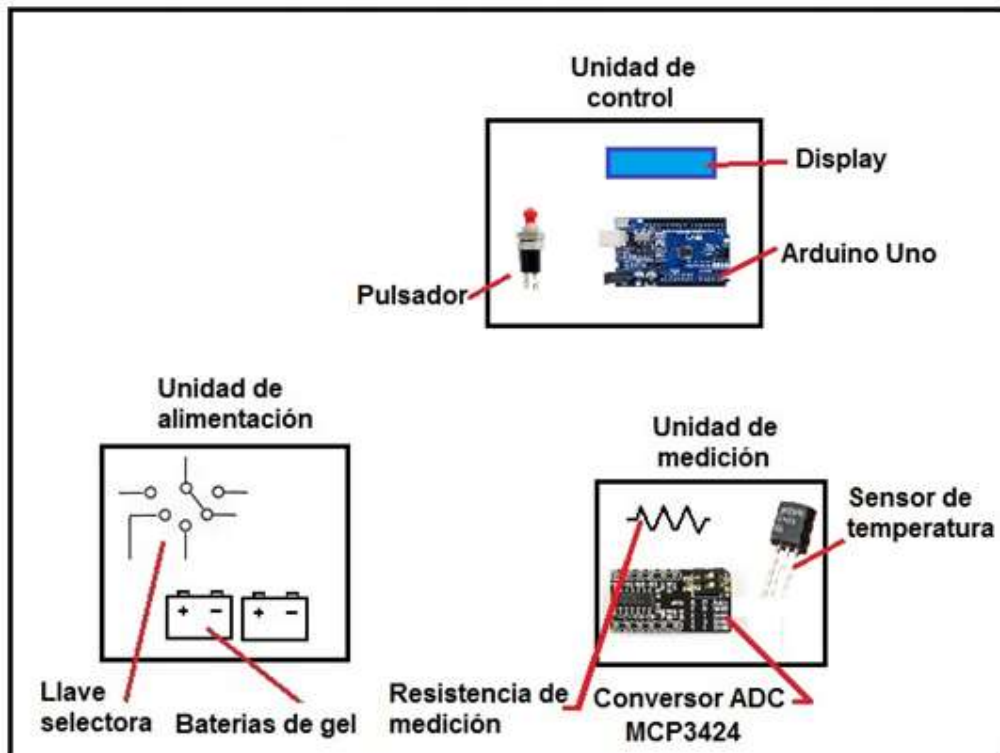 Unidad de
control
Display
Arduino Uno
Pulsador
Unidad de
alimentación
Unidad de
medición
Sensor de
temperatura
+ - + -
Llave
selectora
Baterias de gel
Resistencia de
medición
Conversor ADC
MCP3424